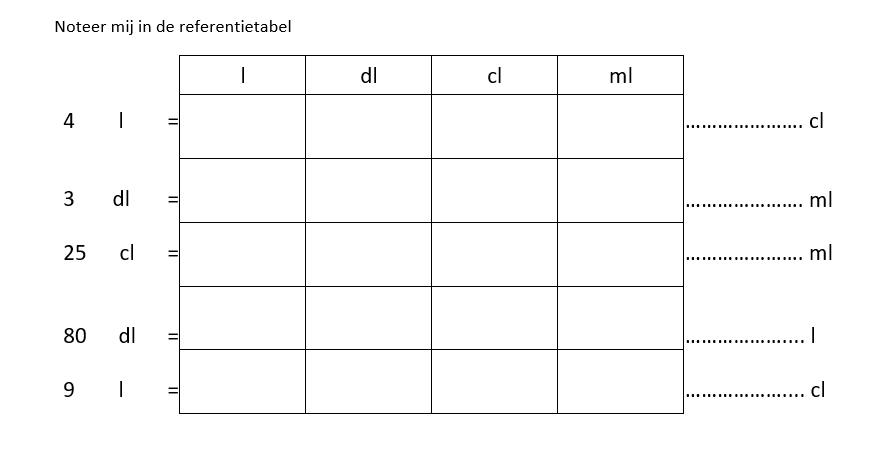 Noteer mij in de referentietabel
l dl cl ml
4 l = ………………… cl
3 dl = ………………… ml
25 cl = ………………… ml
80 dl = ………………….. l
9 l = ………………….. cl